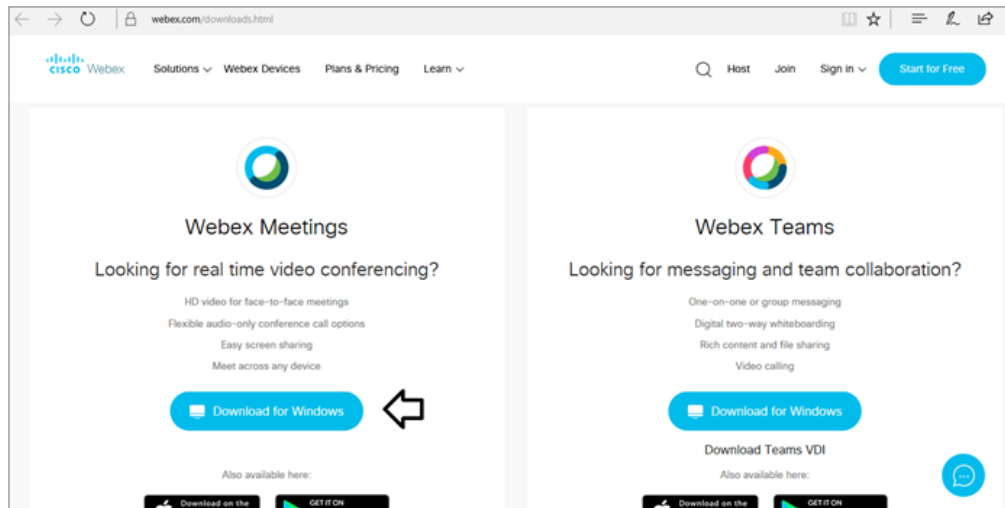 webex.com/downloads.html
CISCO Webex Solutions Webex Devices Plans & Pricing Learn Host Join Sign in Start for Free
Webex Meetings
Looking for real time video conferencing?
HD video for face-to-face meetings
Flexible audio-only conference call options
Easy screen sharing
Meet across any device
Download for Windows
Also available here:
Download on the
GET IT ON
Webex Teams
Looking for messaging and team collaboration?
One-on-one or group messaging
Digital two-way whiteboarding
Rich content and file sharing
Video calling
Download for Windows
Download Teams VDI
Also available here:
Download on the
GET IT ON